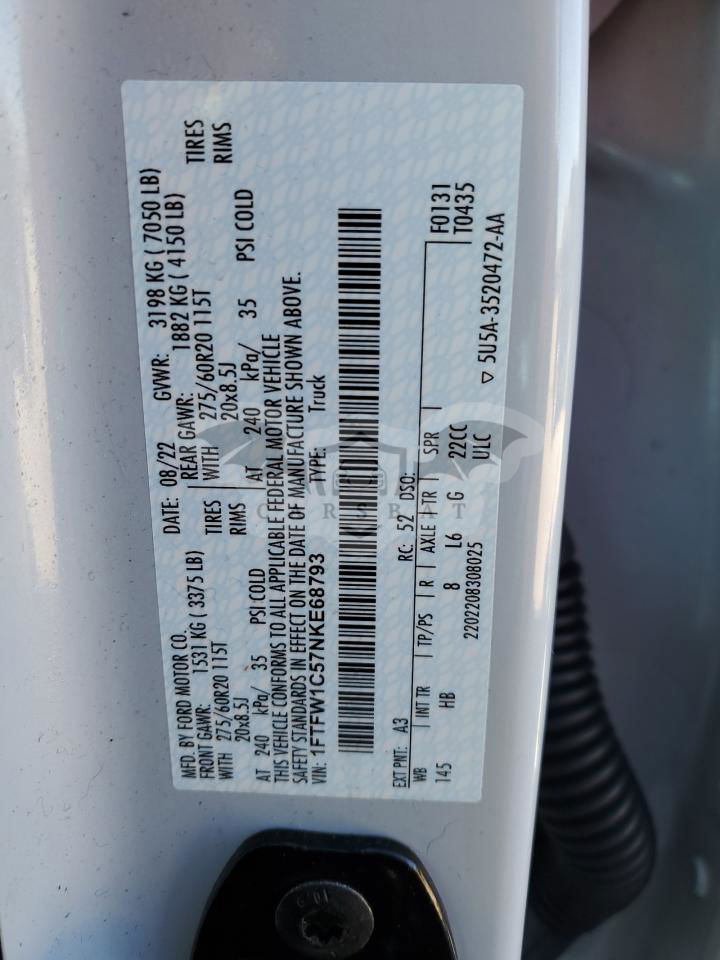 MFD. BY FORD MOTOR CO. DATE: 08/22 GVWR: 3198 KG ( 7050 LB)
FRONT GAWR: 1531 KG ( 3375 LB) REAR GAWR: 1882 KG ( 4150 LB)
WITH 275/60R20 115T TIRES WITH 275/60R20 115T TIRES
20x8.5J RIMS 20x8.5J RIMS
AT 240 kPa/ 35 PSI COLD AT 240 kPa/ 35 PSI COLD
THIS VEHICLE CONFORMS TO ALL APPLICABLE FEDERAL MOTOR VEHICLE
SAFETY STANDARDS IN EFFECT ON THE DATE OF MANUFACTURE SHOWN ABOVE.
VIN: 1FTFW1C57NKE68793 TYPE: Truck
EXT PNT: A3 RC: 52 DSO: F0131
WB INT TR TP/PS R AXLE TR SPR T0435
145 HB 8 L6 G 22CC
2202208308025 ULC 5U5A-3520472-AA
CARSBAT
10.9